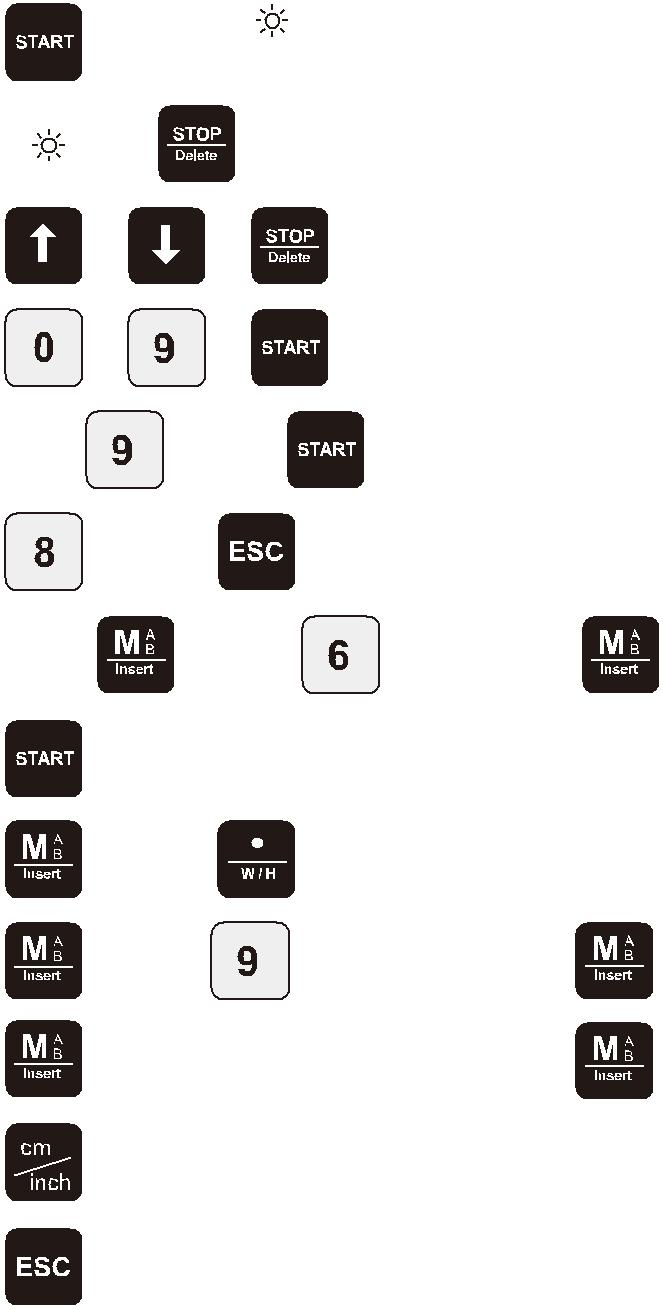 START
STOP
Delete
↑ ↓ STOP
Delete
0 9 START
9 START
8 ESC
M A B
Insert
6
M A B
Insert
START
M A B
Insert
•
W / H
M A B
Insert
9
M A B
Insert
M A B
Insert
M A B
Insert
cm
inch
ESC